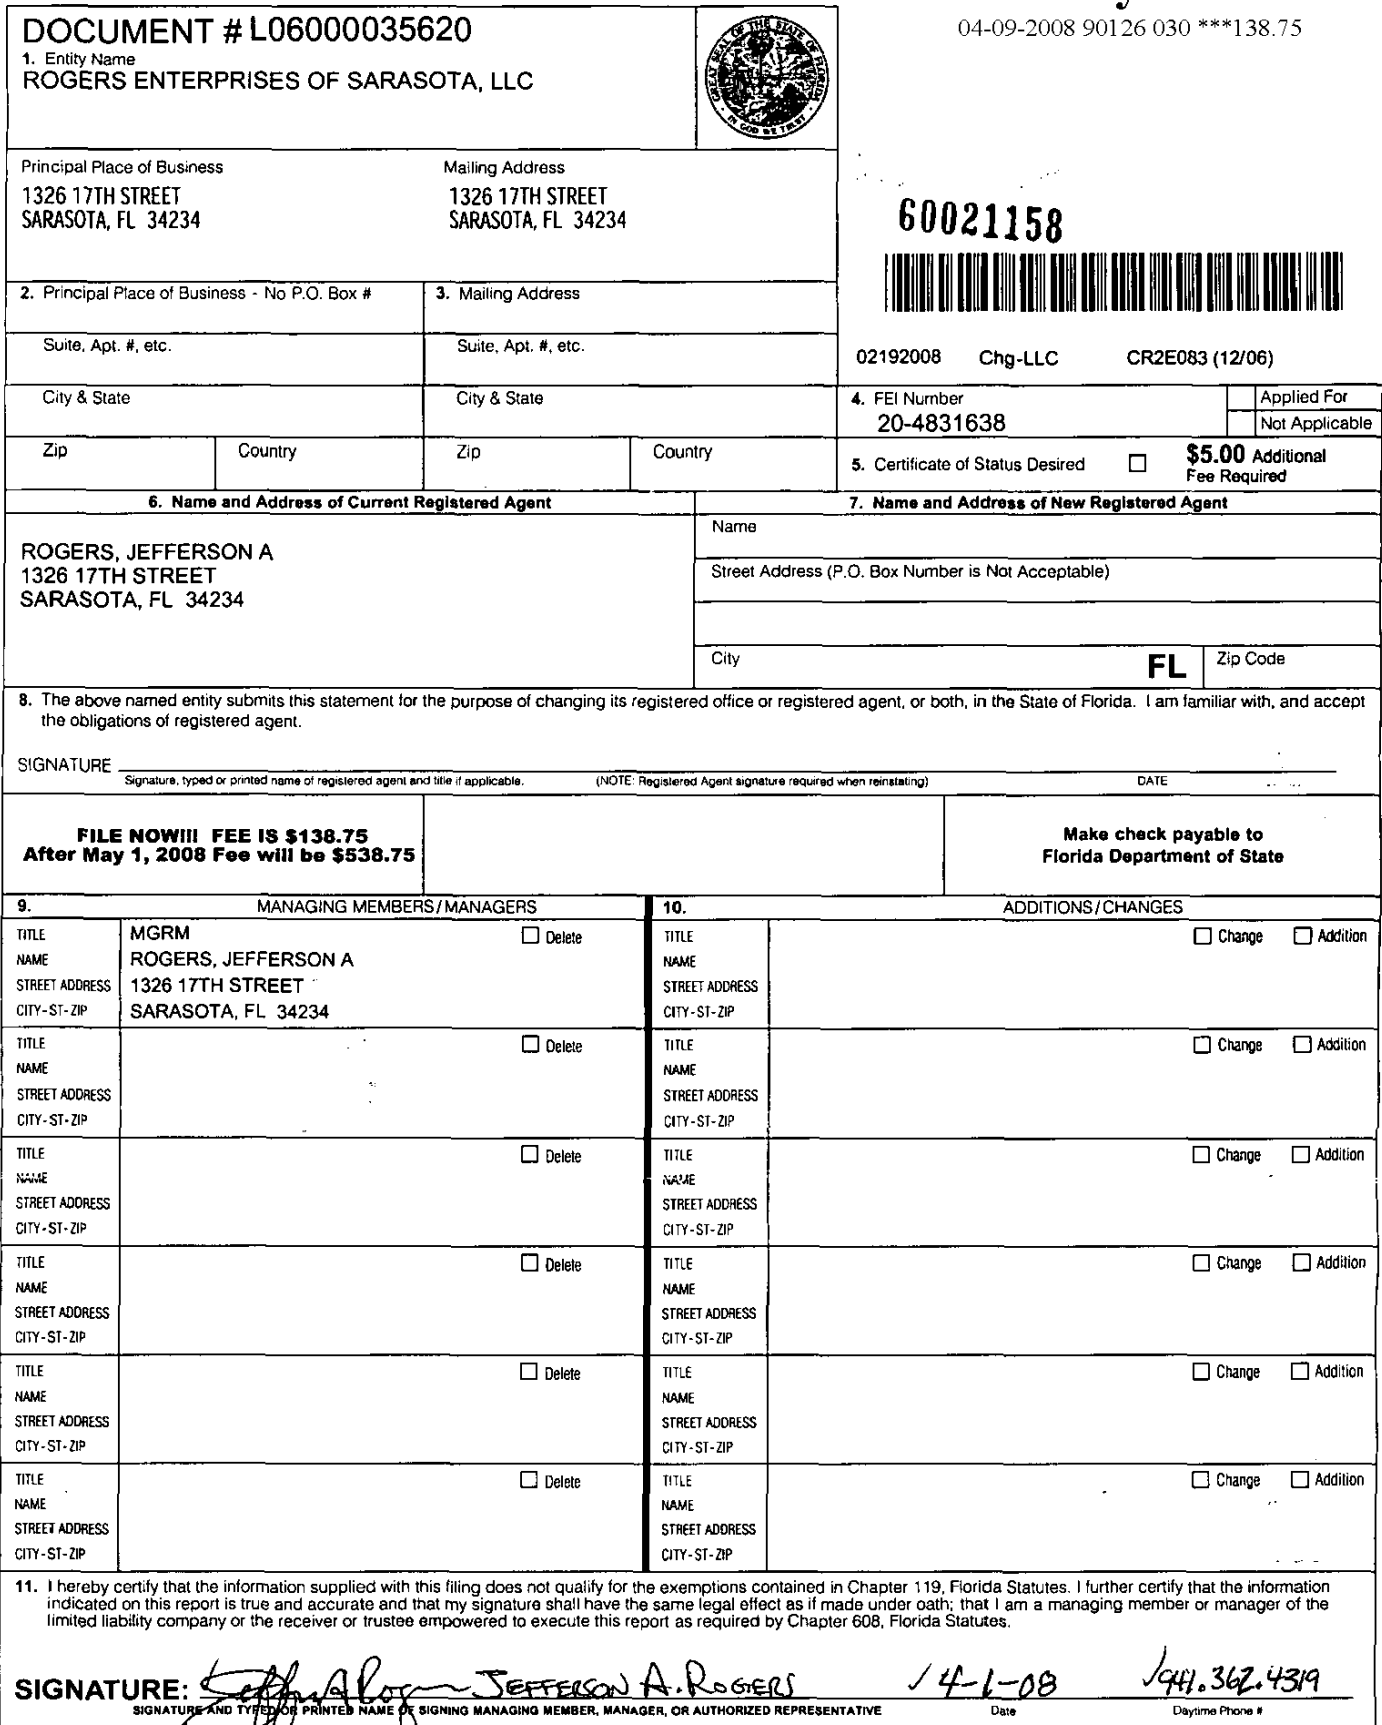 04-09-2008 90126 030 ***138.75
DOCUMENT # L06000035620
1. Entity Name
ROGERS ENTERPRISES OF SARASOTA, LLC
GREAT SEAL OF THE STATE OF FLORIDA
IN GOD WE TRUST
Principal Place of Business
1326 17TH STREET
SARASOTA, FL 34234
Mailing Address
1326 17TH STREET
SARASOTA, FL 34234
60021158
02192008 Chg-LLC CR2E083 (12/06)
2. Principal Place of Business - No P.O. Box #
3. Mailing Address
Suite, Apt. #, etc.
Suite, Apt. #, etc.
City & State
City & State
Zip
Country
Zip
Country
4. FEI Number
20-4831638
Applied For
Not Applicable
5. Certificate of Status Desired
$5.00 Additional
Fee Required
6. Name and Address of Current Registered Agent
ROGERS, JEFFERSON A
1326 17TH STREET
SARASOTA, FL 34234
7. Name and Address of New Registered Agent
Name
Street Address (P.O. Box Number is Not Acceptable)
City
FL
Zip Code
8. The above named entity submits this statement for the purpose of changing its registered office or registered agent, or both, in the State of Florida. I am familiar with, and accept
the obligations of registered agent.
SIGNATURE
Signature, typed or printed name of registered agent and title if applicable.
(NOTE: Registered Agent signature required when reinstating)
DATE
FILE NOW!!! FEE IS $138.75
After May 1, 2008 Fee will be $538.75
Make check payable to
Florida Department of State
9. MANAGING MEMBERS/MANAGERS
10. ADDITIONS/CHANGES
TITLE MGRM Delete
NAME ROGERS, JEFFERSON A
STREET ADDRESS 1326 17TH STREET
CITY-ST-ZIP SARASOTA, FL 34234
TITLE Change Addition
NAME
STREET ADDRESS
CITY-ST-ZIP
TITLE Delete
NAME
STREET ADDRESS
CITY-ST-ZIP
TITLE Change Addition
NAME
STREET ADDRESS
CITY-ST-ZIP
TITLE Delete
NAME
STREET ADDRESS
CITY-ST-ZIP
TITLE Change Addition
NAME
STREET ADDRESS
CITY-ST-ZIP
TITLE Delete
NAME
STREET ADDRESS
CITY-ST-ZIP
TITLE Change Addition
NAME
STREET ADDRESS
CITY-ST-ZIP
TITLE Delete
NAME
STREET ADDRESS
CITY-ST-ZIP
TITLE Change Addition
NAME
STREET ADDRESS
CITY-ST-ZIP
TITLE Delete
NAME
STREET ADDRESS
CITY-ST-ZIP
TITLE Change Addition
NAME
STREET ADDRESS
CITY-ST-ZIP
11. I hereby certify that the information supplied with this filing does not qualify for the exemptions contained in Chapter 119, Florida Statutes. I further certify that the information
indicated on this report is true and accurate and that my signature shall have the same legal effect as if made under oath; that I am a managing member or manager of the
limited liability company or the receiver or trustee empowered to execute this report as required by Chapter 608, Florida Statutes.
SIGNATURE: Jefferson A Rogers JEFFERSON A. ROGERS 4-1-08 941.362.4319
SIGNATURE AND TYPED OR PRINTED NAME OF SIGNING MANAGING MEMBER, MANAGER, OR AUTHORIZED REPRESENTATIVE Date Daytime Phone #